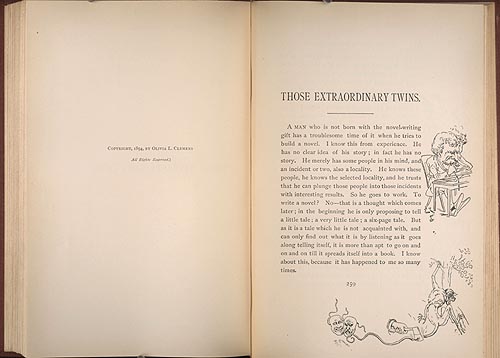 COPYRIGHT, 1894, BY OLIVIA L. CLEMENS
All Rights Reserved.]
THOSE EXTRAORDINARY TWINS.
A MAN who is not born with the novel-writing
gift has a troublesome time of it when he tries to
build a novel. I know this from experience. He
has no clear idea of his story; in fact he has no
story. He merely has some people in his mind, and
an incident or two, also a locality. He knows these
people, he knows the selected locality, and he trusts
that he can plunge those people into those incidents
with interesting results. So he goes to work. To
write a novel? No—that is a thought which comes
later; in the beginning he is only proposing to tell
a little tale; a very little tale; a six-page tale. But
as it is a tale which he is not acquainted with, and
can only find out what it is by listening as it goes
along telling itself, it is more than apt to go on and
on and on till it spreads itself into a book. I know
about this, because it has happened to me so many
times.
259